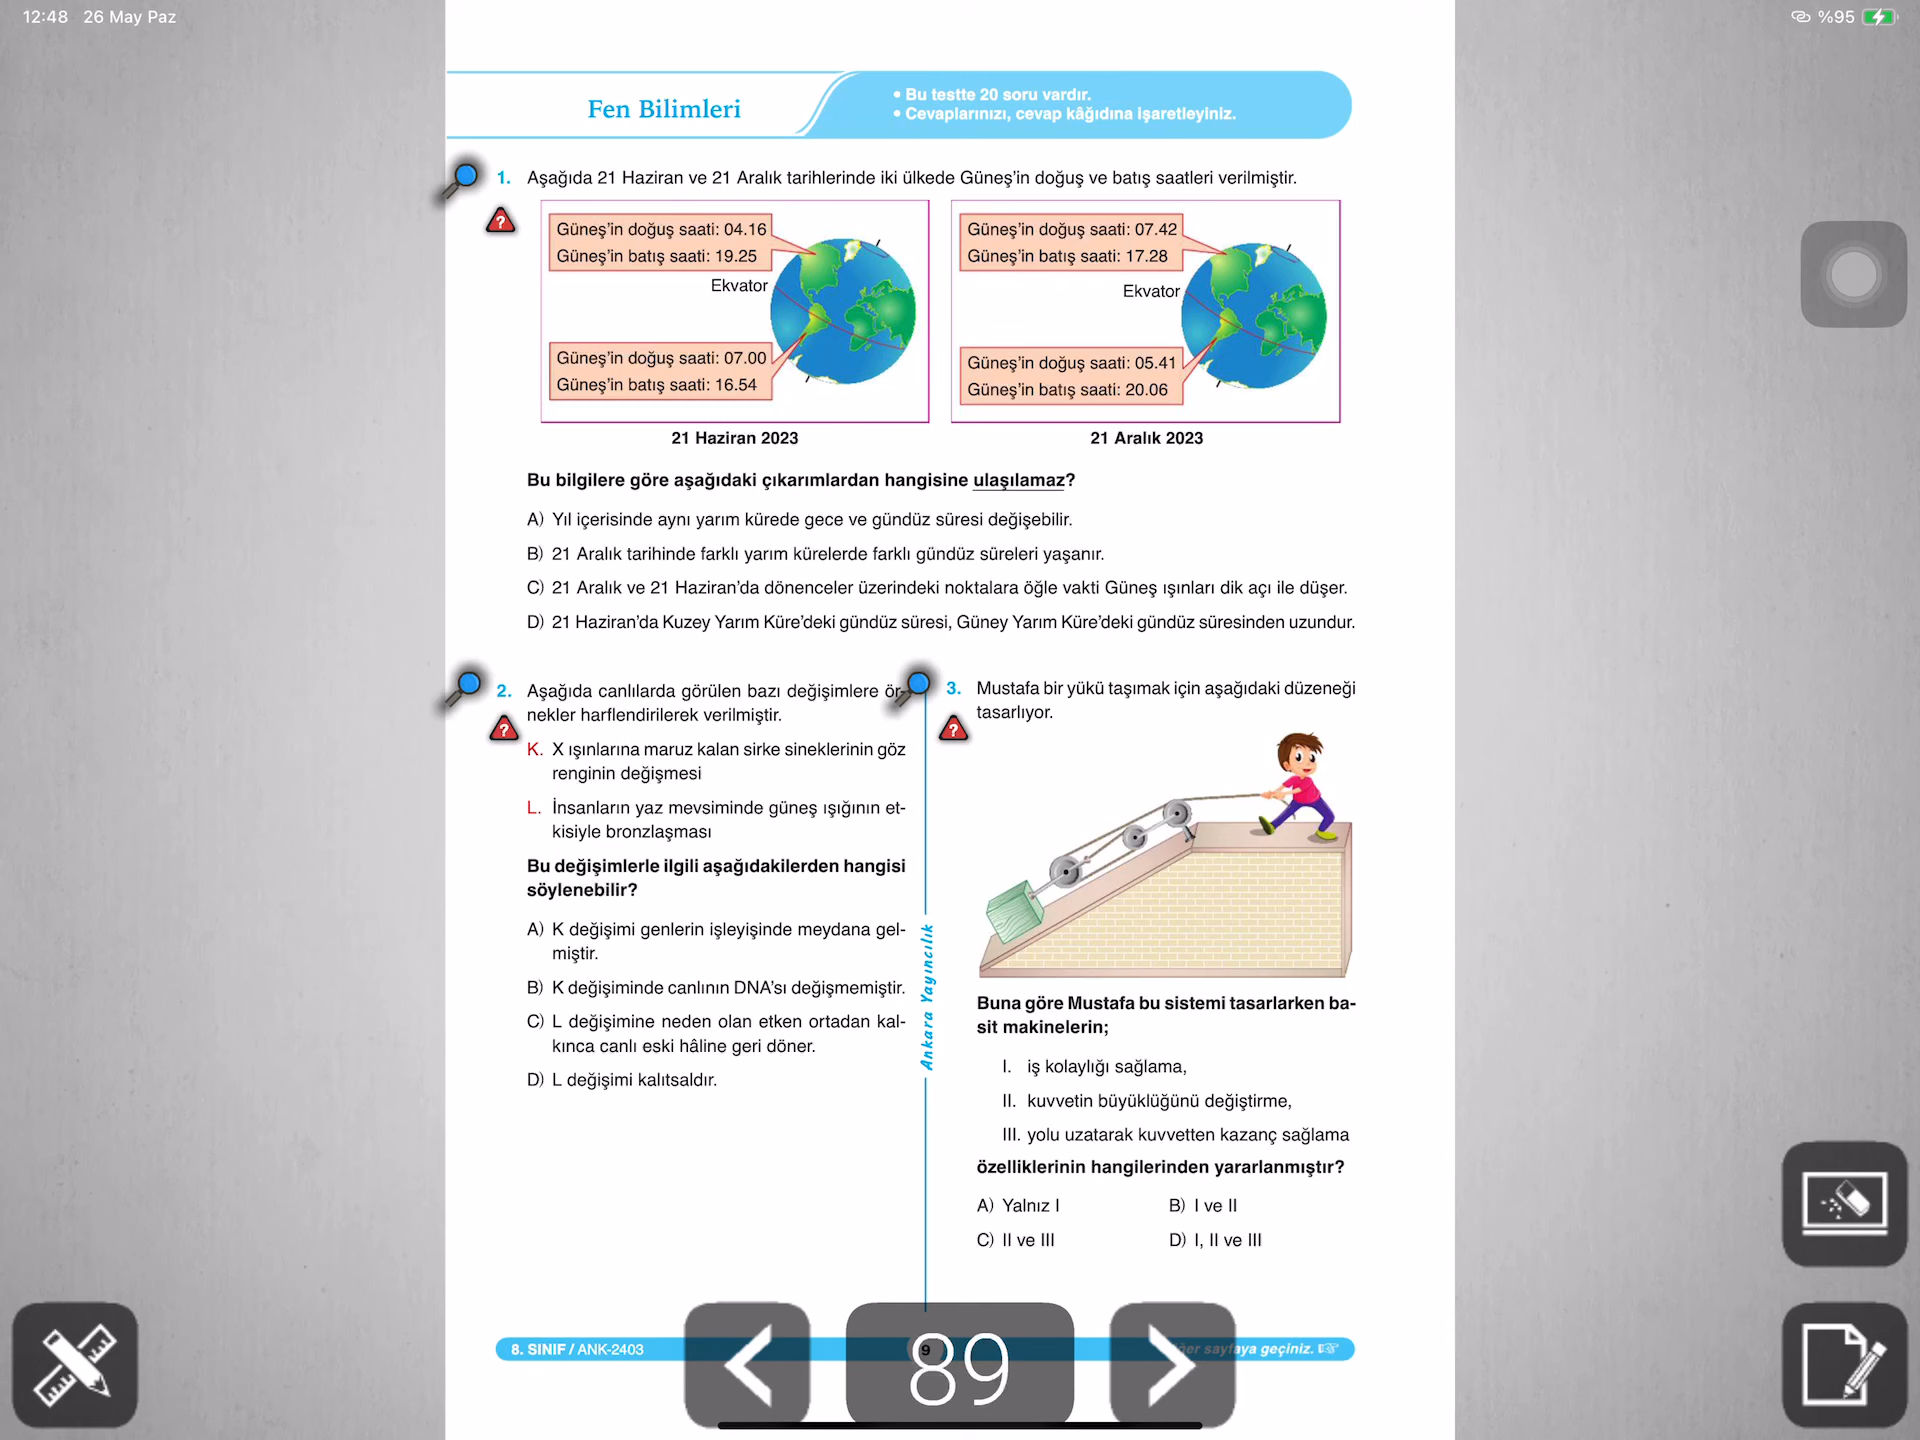 12:48 26 May Paz
%95
Fen Bilimleri
• Bu testte 20 soru vardır.
• Cevaplarınızı, cevap kâğıdına işaretleyiniz.
1. Aşağıda 21 Haziran ve 21 Aralık tarihlerinde iki ülkede Güneş'in doğuş ve batış saatleri verilmiştir.
Güneş'in doğuş saati: 04.16
Güneş'in batış saati: 19.25
Ekvator
Güneş'in doğuş saati: 07.00
Güneş'in batış saati: 16.54
21 Haziran 2023
Güneş'in doğuş saati: 07.42
Güneş'in batış saati: 17.28
Ekvator
Güneş'in doğuş saati: 05.41
Güneş'in batış saati: 20.06
21 Aralık 2023
Bu bilgilere göre aşağıdaki çıkarımlardan hangisine ulaşılamaz?
A) Yıl içerisinde aynı yarım kürede gece ve gündüz süresi değişebilir.
B) 21 Aralık tarihinde farklı yarım kürelerde farklı gündüz süreleri yaşanır.
C) 21 Aralık ve 21 Haziran'da dönenceler üzerindeki noktalara öğle vakti Güneş ışınları dik açı ile düşer.
D) 21 Haziran'da Kuzey Yarım Küre'deki gündüz süresi, Güney Yarım Küre'deki gündüz süresinden uzundur.
2. Aşağıda canlılarda görülen bazı değişimlere ör-
nekler harflendirilerek verilmiştir.
K. X ışınlarına maruz kalan sirke sineklerinin göz
renginin değişmesi
L. İnsanların yaz mevsiminde güneş ışığının et-
kisiyle bronzlaşması
Bu değişimlerle ilgili aşağıdakilerden hangisi
söylenebilir?
A) K değişimi genlerin işleyişinde meydana gel-
miştir.
B) K değişiminde canlının DNA'sı değişmemiştir.
C) L değişimine neden olan etken ortadan kal-
kınca canlı eski hâline geri döner.
D) L değişimi kalıtsaldır.
Ankara Yayıncılık
3. Mustafa bir yükü taşımak için aşağıdaki düzeneği
tasarlıyor.
Buna göre Mustafa bu sistemi tasarlarken ba-
sit makinelerin;
I. iş kolaylığı sağlama,
II. kuvvetin büyüklüğünü değiştirme,
III. yolu uzatarak kuvvetten kazanç sağlama
özelliklerinin hangilerinden yararlanmıştır?
A) Yalnız I
B) I ve II
C) II ve III
D) I, II ve III
8. SINIF / ANK-2403
9
89
sayfaya geçiniz.